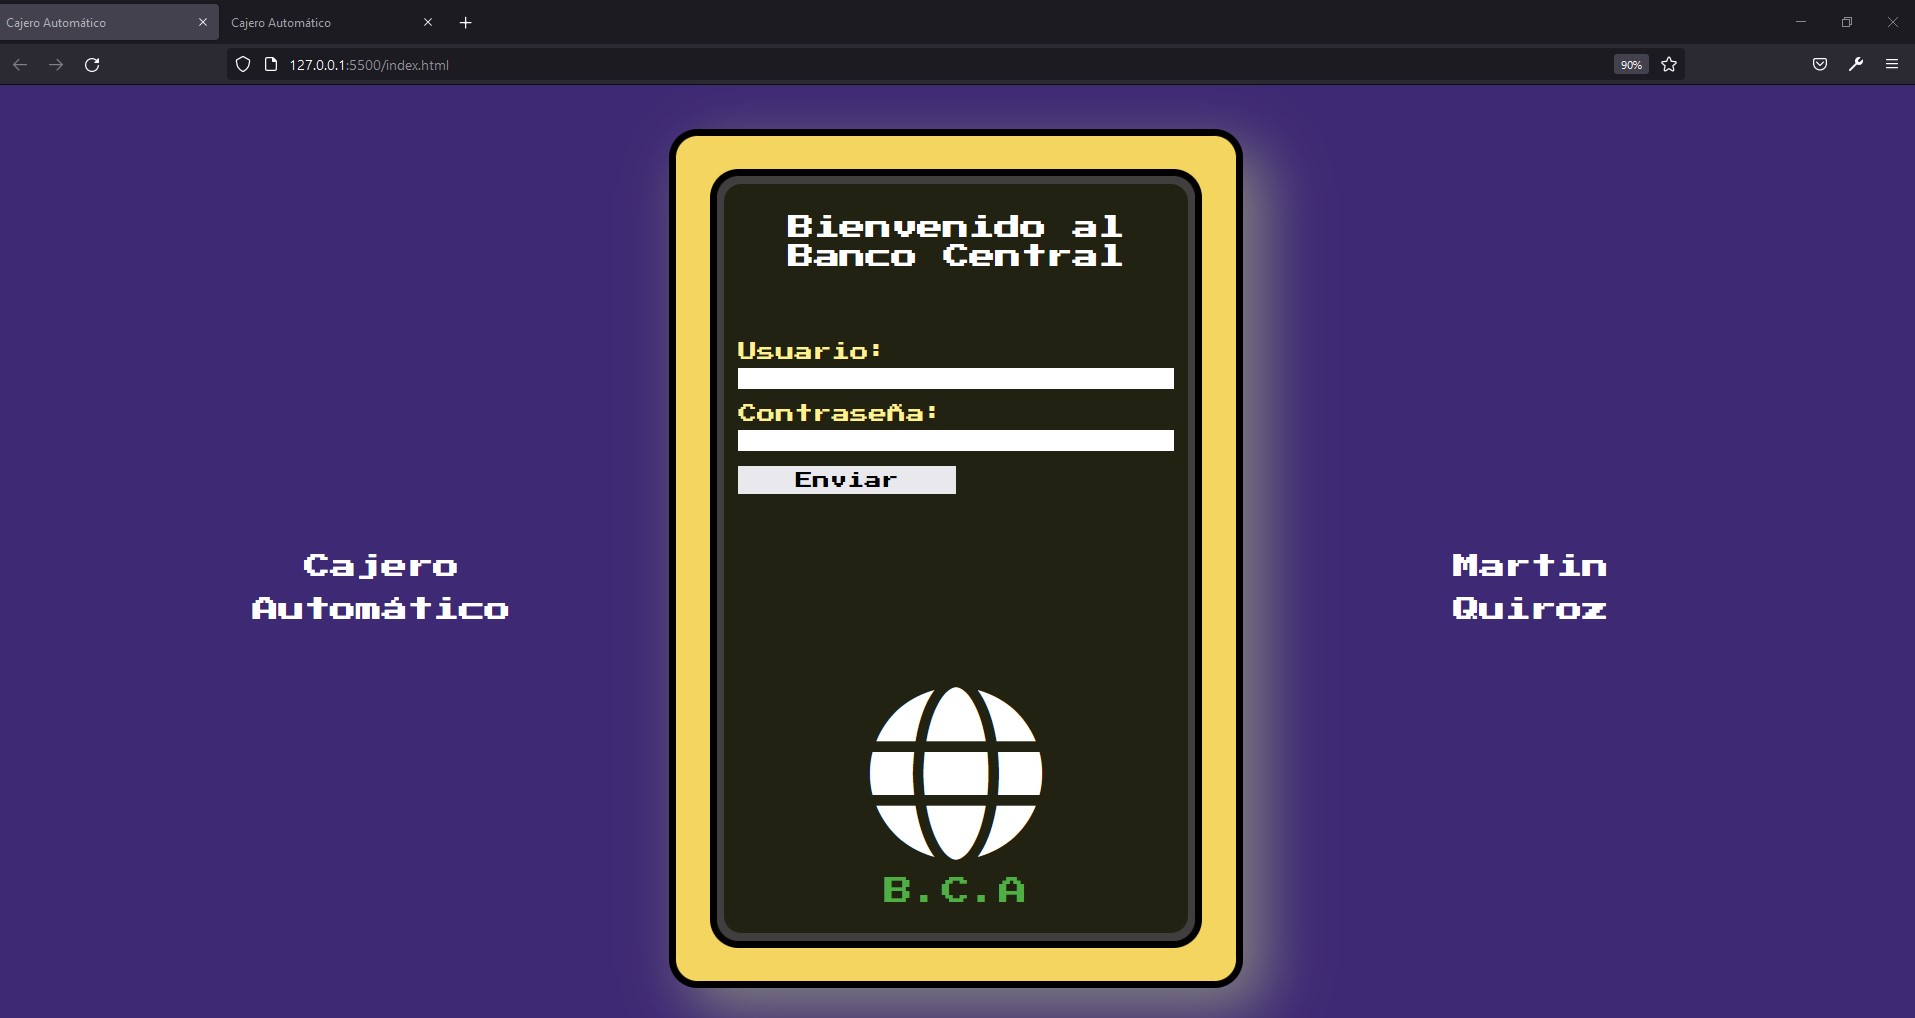 Cajero Automático
Cajero Automático
127.0.0.1:5500/index.html
90%
Bienvenido al
Banco Central
Usuario:
Contraseña:
Enviar
Cajero
Automático
Martin
Quiroz
B.C.A